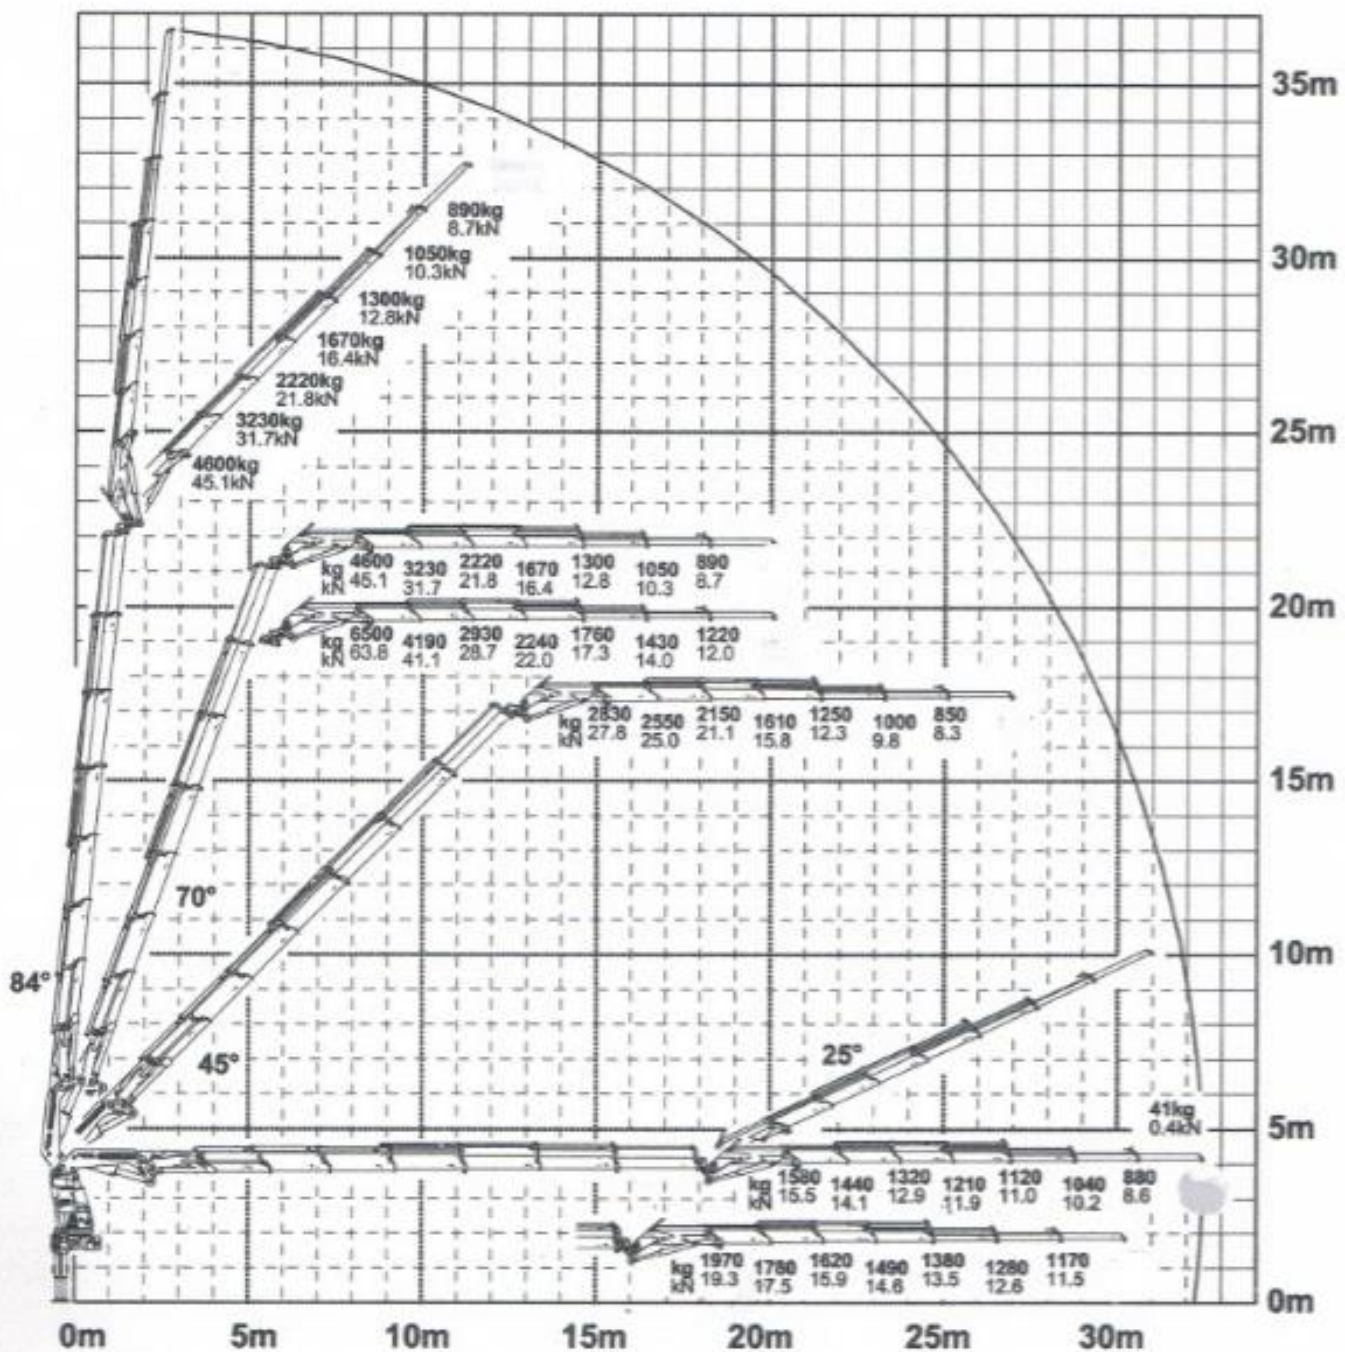 35m
890kg
8.7kN
1050kg
10.3kN
30m
1300kg
12.8kN
1670kg
16.4kN
2220kg
21.8kN
3230kg
31.7kN
25m
4600kg
45.1kN
kg 4600 3230 2220 1670 1300 1050 890
kN 45.1 31.7 21.8 16.4 12.8 10.3 8.7
20m
kg 6500 4190 2930 2240 1760 1430 1220
kN 63.8 41.1 28.7 22.0 17.3 14.0 12.0
kg 2830 2550 2150 1610 1250 1000 850
kN 27.8 25.0 21.1 15.8 12.3 9.8 8.3
15m
70°
10m
84°
45°
25°
41kg
0.4kN
5m
kg 1580 1440 1320 1210 1120 1040 880
kN 15.5 14.1 12.9 11.9 11.0 10.2 8.6
kg 1970 1780 1620 1490 1380 1280 1170
kN 19.3 17.5 15.9 14.6 13.5 12.6 11.5
0m
0m 5m 10m 15m 20m 25m 30m